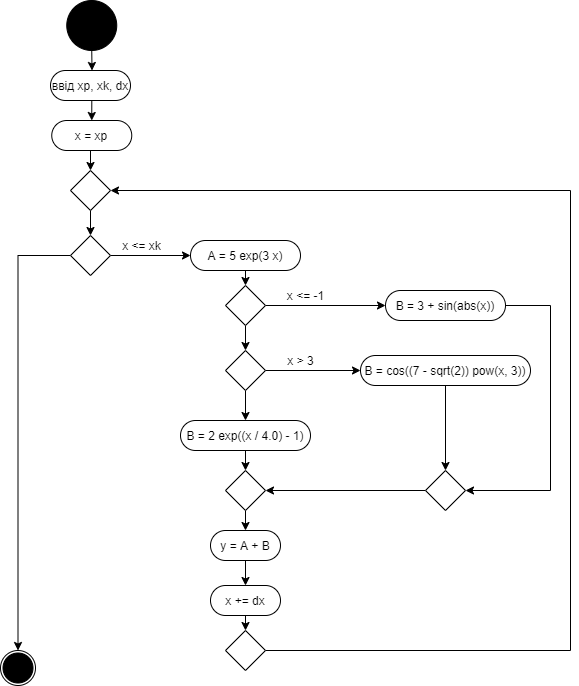 ввід xp, xk, dx
x = xp
x <= xk
A = 5 exp(3 x)
x <= -1
B = 3 + sin(abs(x))
x > 3
B = cos((7 - sqrt(2)) pow(x, 3))
B = 2 exp((x / 4.0) - 1)
y = A + B
x += dx